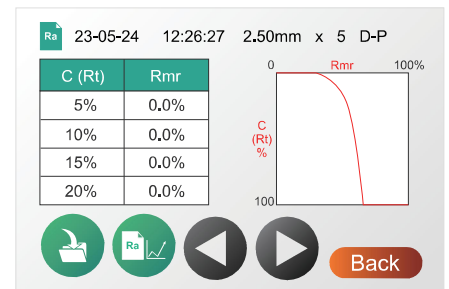 Ra 23-05-24 12:26:27 2.50mm x 5 D-P
C (Rt) Rmr
5% 0.0%
10% 0.0%
15% 0.0%
20% 0.0%
0 Rmr 100%
C
(Rt)
%
100
Ra
Back